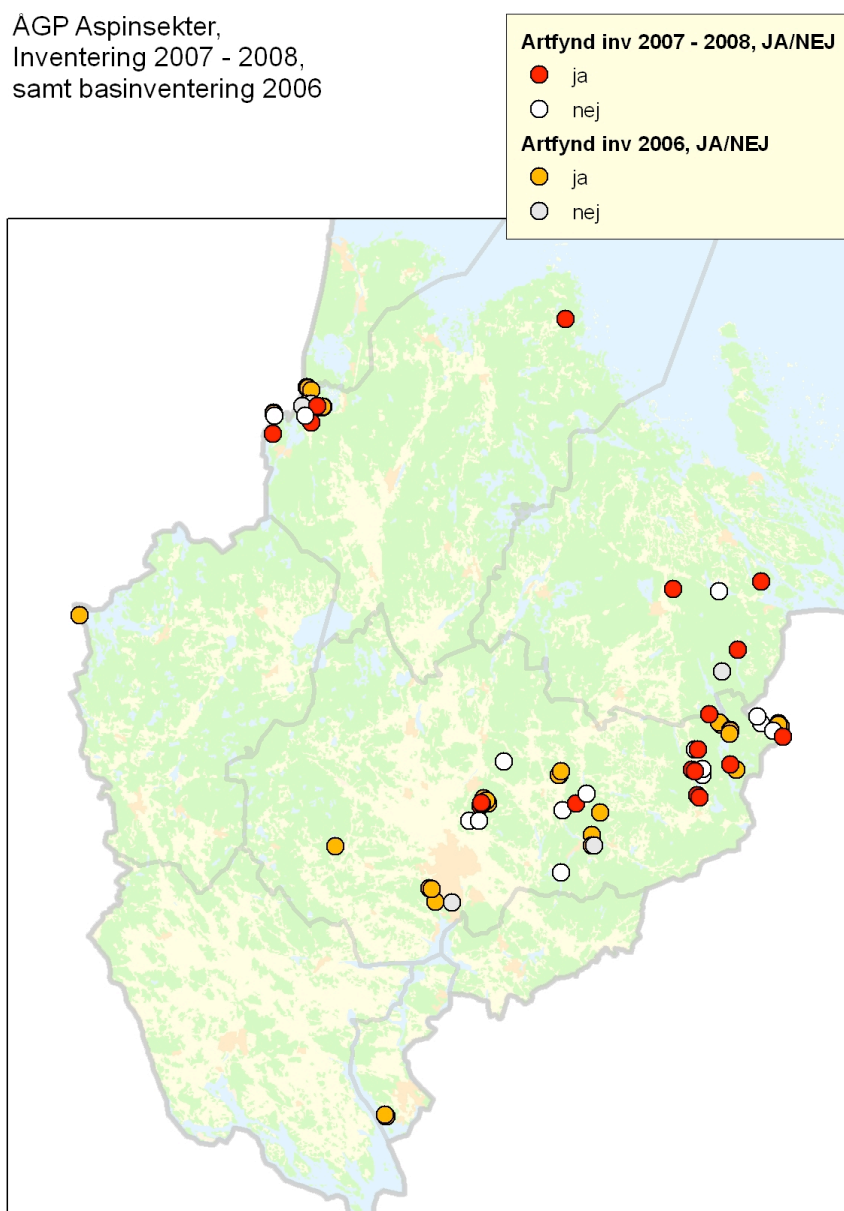 ÅGP Aspinsekter,
Inventering 2007 - 2008,
samt basinventering 2006
Artfynd inv 2007 - 2008, JA/NEJ
ja
nej
Artfynd inv 2006, JA/NEJ
ja
nej